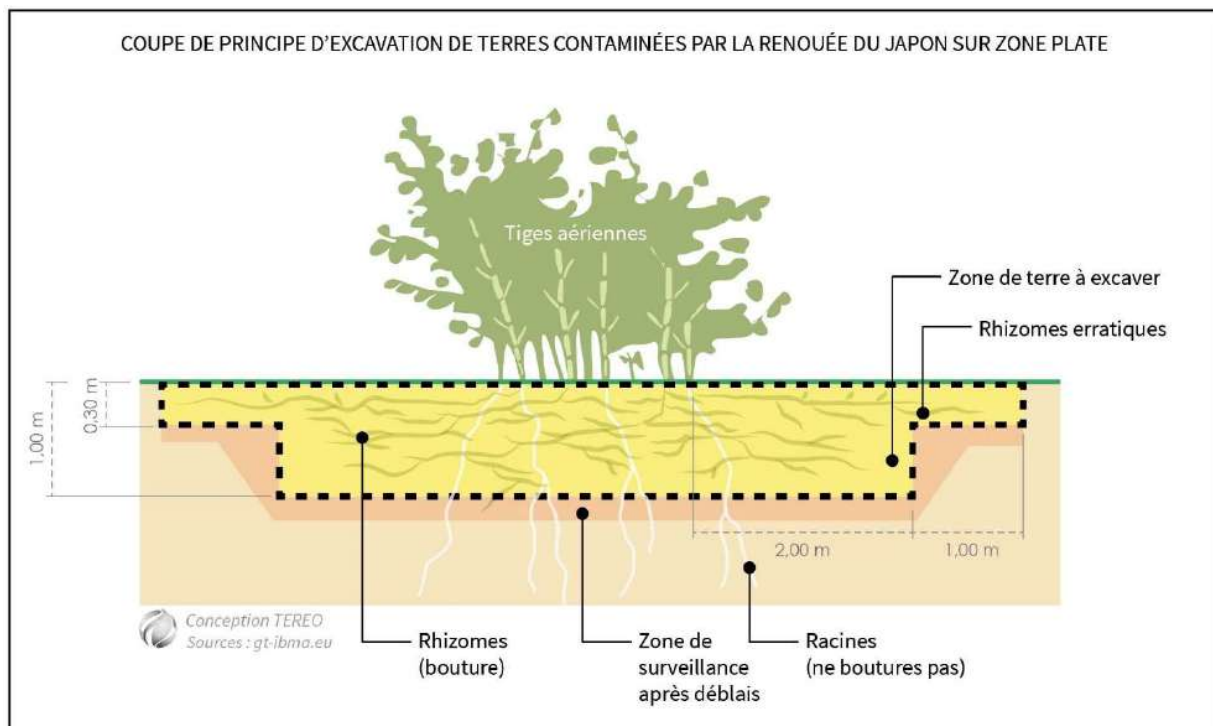 COUPE DE PRINCIPE D’EXCAVATION DE TERRES CONTAMINÉES PAR LA RENOUÉE DU JAPON SUR ZONE PLATE
Tiges aériennes
Zone de terre à excaver
Rhizomes erratiques
1,00 m
0,30 m
2,00 m
1,00 m
Conception TEREO
Sources : gt-ibma.eu
Rhizomes
(bouture)
Zone de
surveillance
après déblais
Racines
(ne boutures pas)